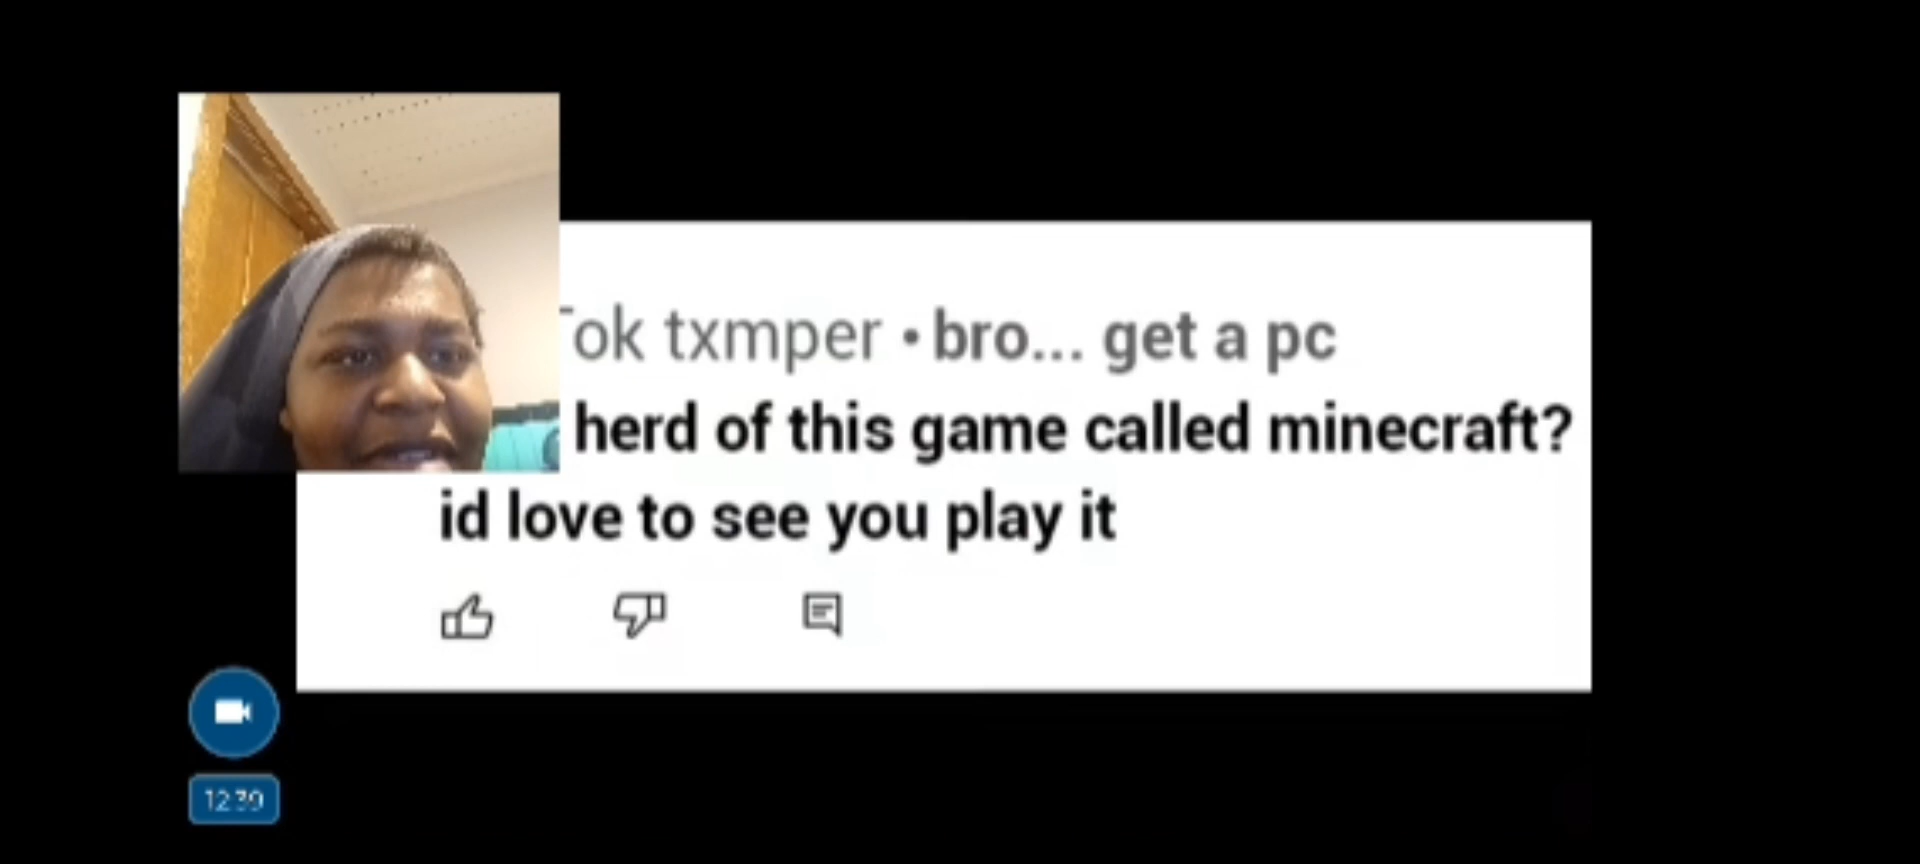 ok txmper • bro... get a pc
herd of this game called minecraft?
id love to see you play it
12:39